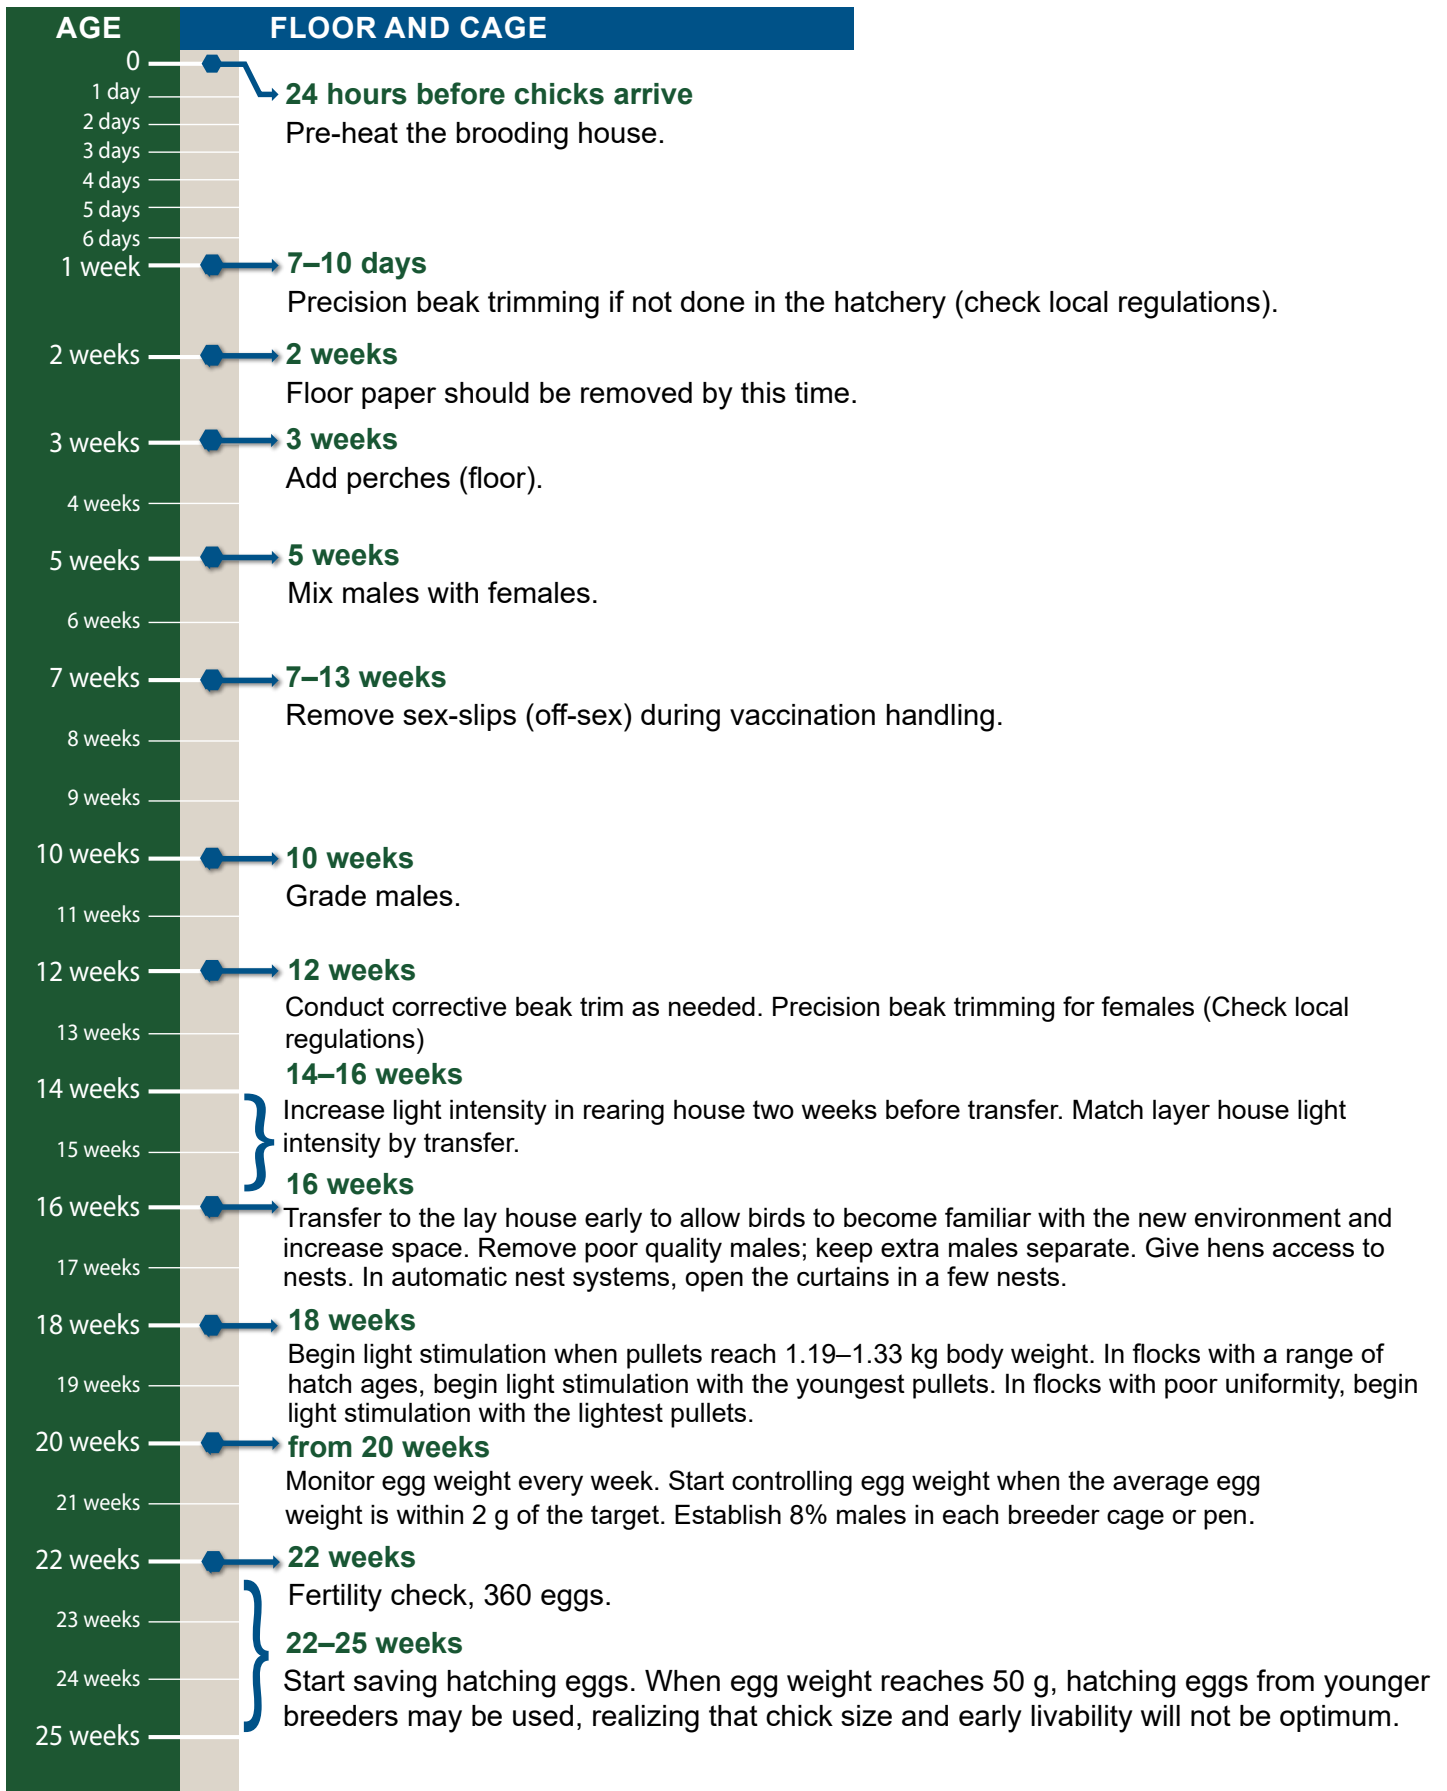 AGE
FLOOR AND CAGE
0
1 day
24 hours before chicks arrive
2 days
Pre-heat the brooding house.
3 days
4 days
5 days
6 days
1 week
7–10 days
Precision beak trimming if not done in the hatchery (check local regulations).
2 weeks
2 weeks
Floor paper should be removed by this time.
3 weeks
3 weeks
Add perches (floor).
4 weeks
5 weeks
5 weeks
Mix males with females.
6 weeks
7 weeks
7–13 weeks
Remove sex-slips (off-sex) during vaccination handling.
8 weeks
9 weeks
10 weeks
10 weeks
Grade males.
11 weeks
12 weeks
12 weeks
Conduct corrective beak trim as needed. Precision beak trimming for females (Check local
regulations)
13 weeks
14 weeks
14–16 weeks
Increase light intensity in rearing house two weeks before transfer. Match layer house light
intensity by transfer.
15 weeks
16 weeks
16 weeks
Transfer to the lay house early to allow birds to become familiar with the new environment and
increase space. Remove poor quality males; keep extra males separate. Give hens access to
nests. In automatic nest systems, open the curtains in a few nests.
17 weeks
18 weeks
18 weeks
Begin light stimulation when pullets reach 1.19–1.33 kg body weight. In flocks with a range of
hatch ages, begin light stimulation with the youngest pullets. In flocks with poor uniformity, begin
light stimulation with the lightest pullets.
19 weeks
20 weeks
from 20 weeks
Monitor egg weight every week. Start controlling egg weight when the average egg
weight is within 2 g of the target. Establish 8% males in each breeder cage or pen.
21 weeks
22 weeks
22 weeks
Fertility check, 360 eggs.
23 weeks
22–25 weeks
Start saving hatching eggs. When egg weight reaches 50 g, hatching eggs from younger
breeders may be used, realizing that chick size and early livability will not be optimum.
24 weeks
25 weeks